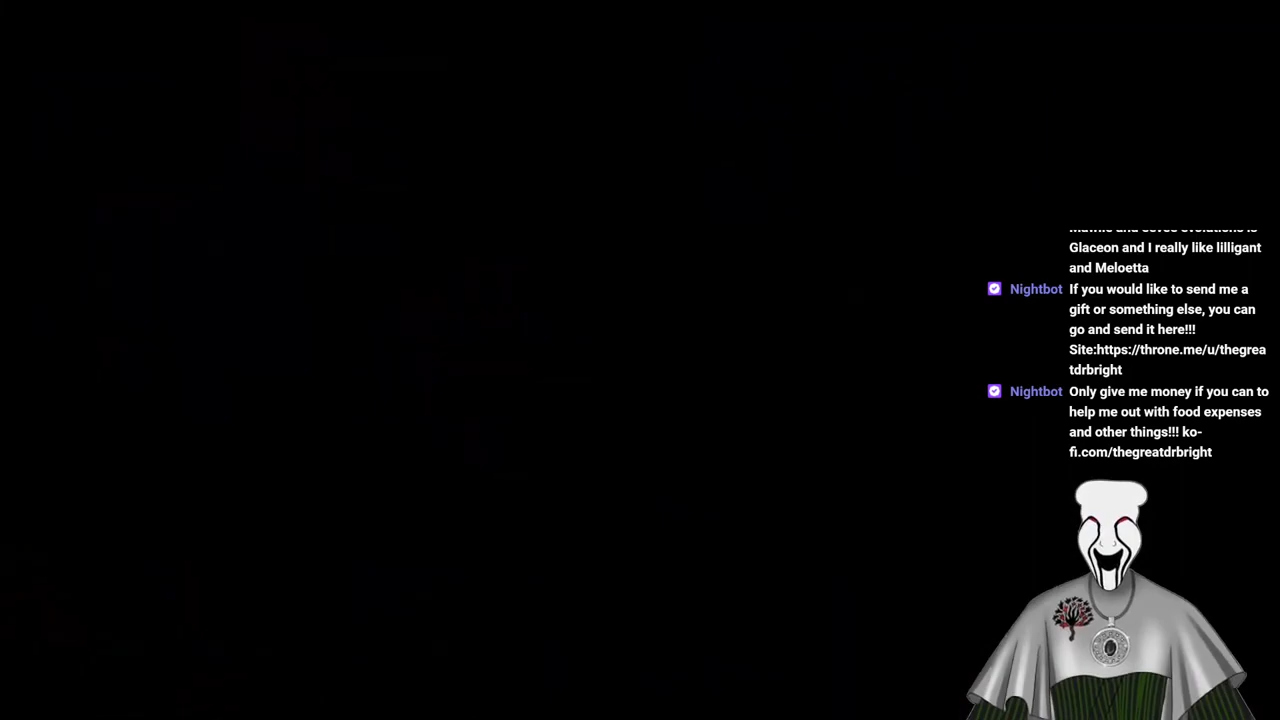 Glaceon and I really like lilligant
and Meloetta
Nightbot If you would like to send me a
gift or something else, you can
go and send it here!!!
Site:https://throne.me/u/thegrea
tdrbright
Nightbot Only give me money if you can to
help me out with food expenses
and other things!!! ko-
fi.com/thegreatdrbright